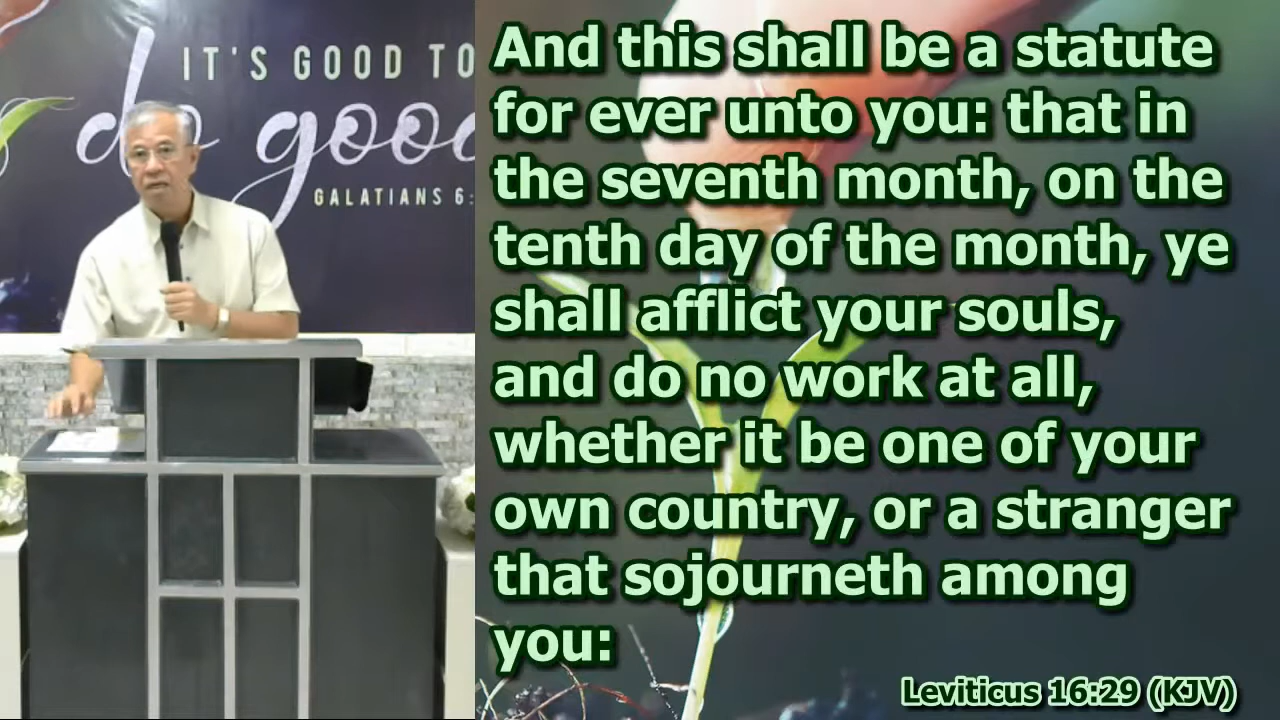 IT'S GOOD TO
do good
GALATIANS 6:
And this shall be a statute
for ever unto you: that in
the seventh month, on the
tenth day of the month, ye
shall afflict your souls,
and do no work at all,
whether it be one of your
own country, or a stranger
that sojourneth among
you:
Leviticus 16:29 (KJV)